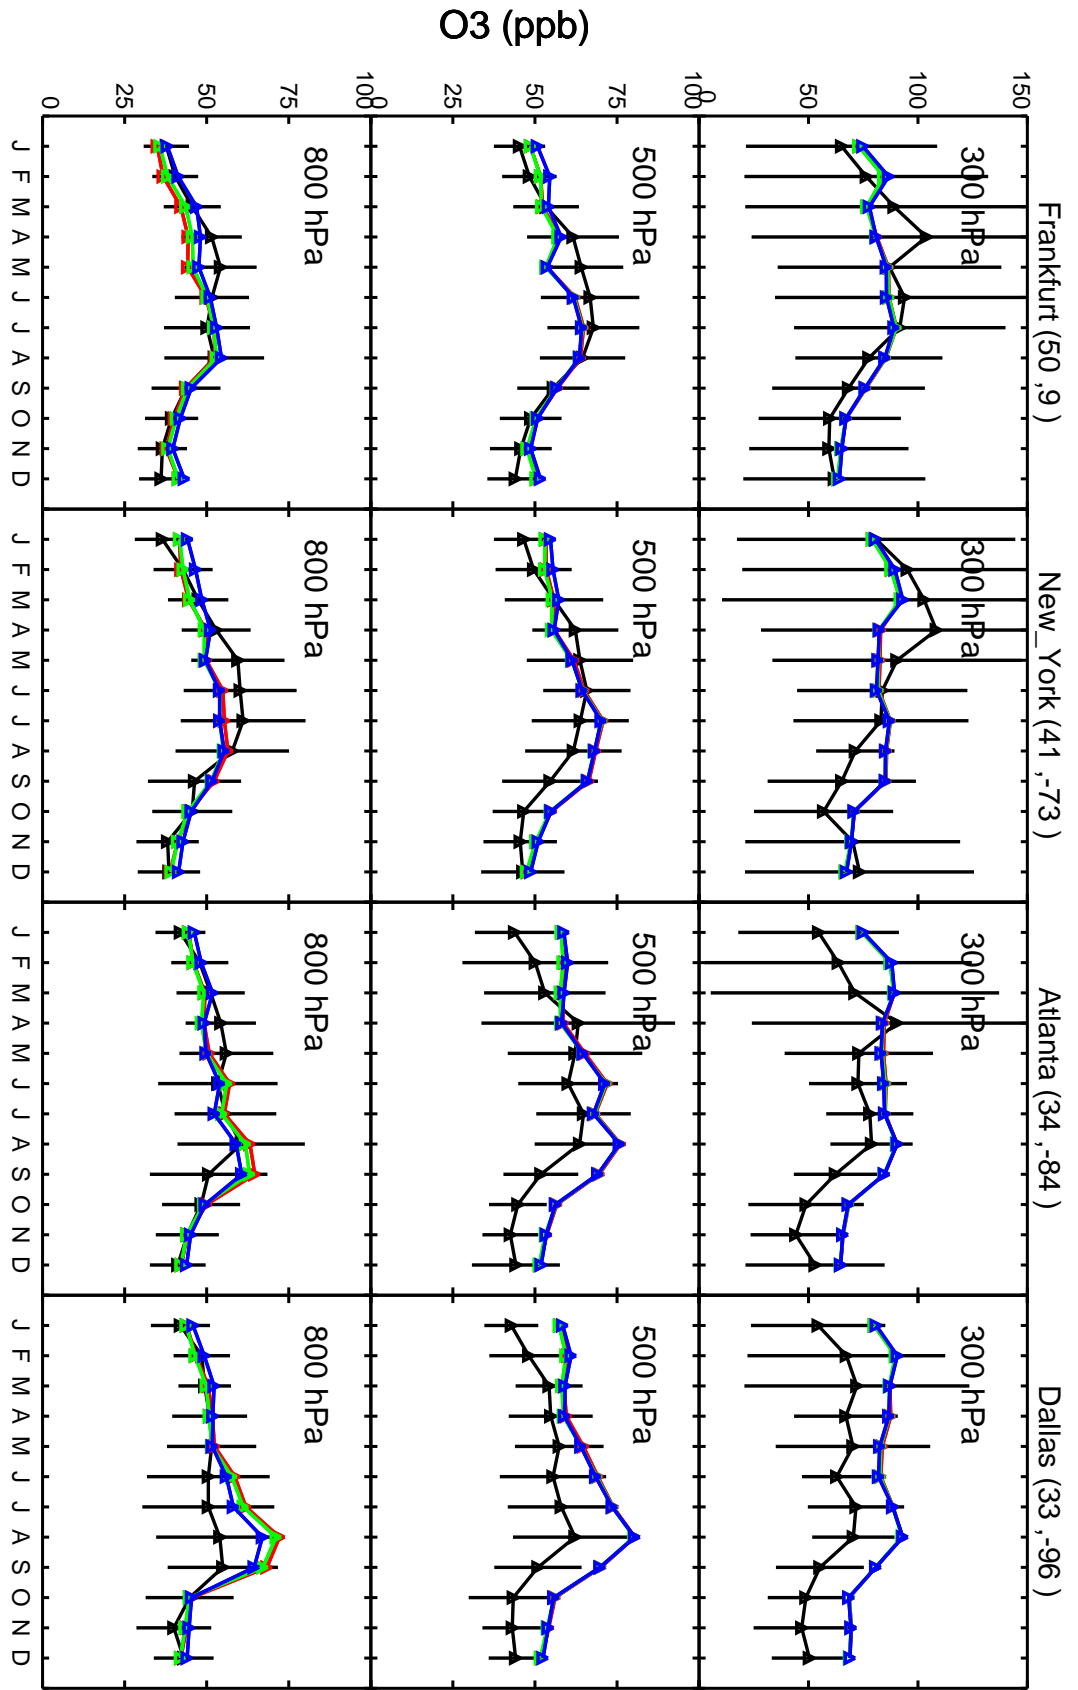 Frankfurt (50 ,9 ) New_York (41 ,-73 ) Atlanta (34 ,-84 ) Dallas (33 ,-96 )
O3 (ppb)
150
300 hPa 300 hPa 300 hPa 300 hPa
100
50
0
100
500 hPa 500 hPa 500 hPa 500 hPa
75
50
25
0
100
800 hPa 800 hPa 800 hPa 800 hPa
75
50
25
0
J F M A M J J A S O N D J F M A M J J A S O N D J F M A M J J A S O N D J F M A M J J A S O N D